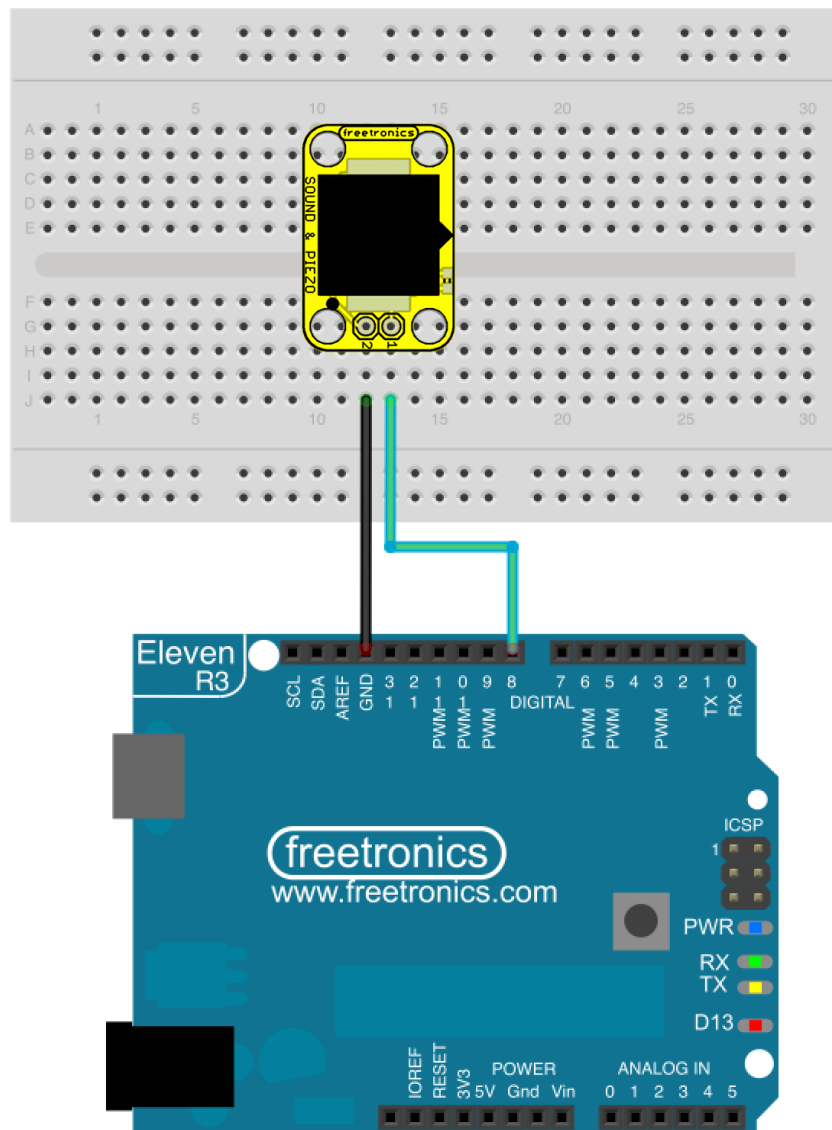 1 5 10 15 20 25 30
A
B
C
D
E
F
G
H
I
J
freetronics
SOUND & PIEZO
2 1
1 5 10 15 20 25 30
Eleven
R3
SCL
SDA
AREF
GND
13
12
PWM 11
PWM 10
PWM 9
8
DIGITAL
7
PWM 6
PWM 5
4
PWM 3
2
TX 1
RX 0
ICSP
1
freetronics
www.freetronics.com
PWR
RX
TX
D13
IOREF
RESET
3V3
POWER
5V Gnd Vin
ANALOG IN
0 1 2 3 4 5